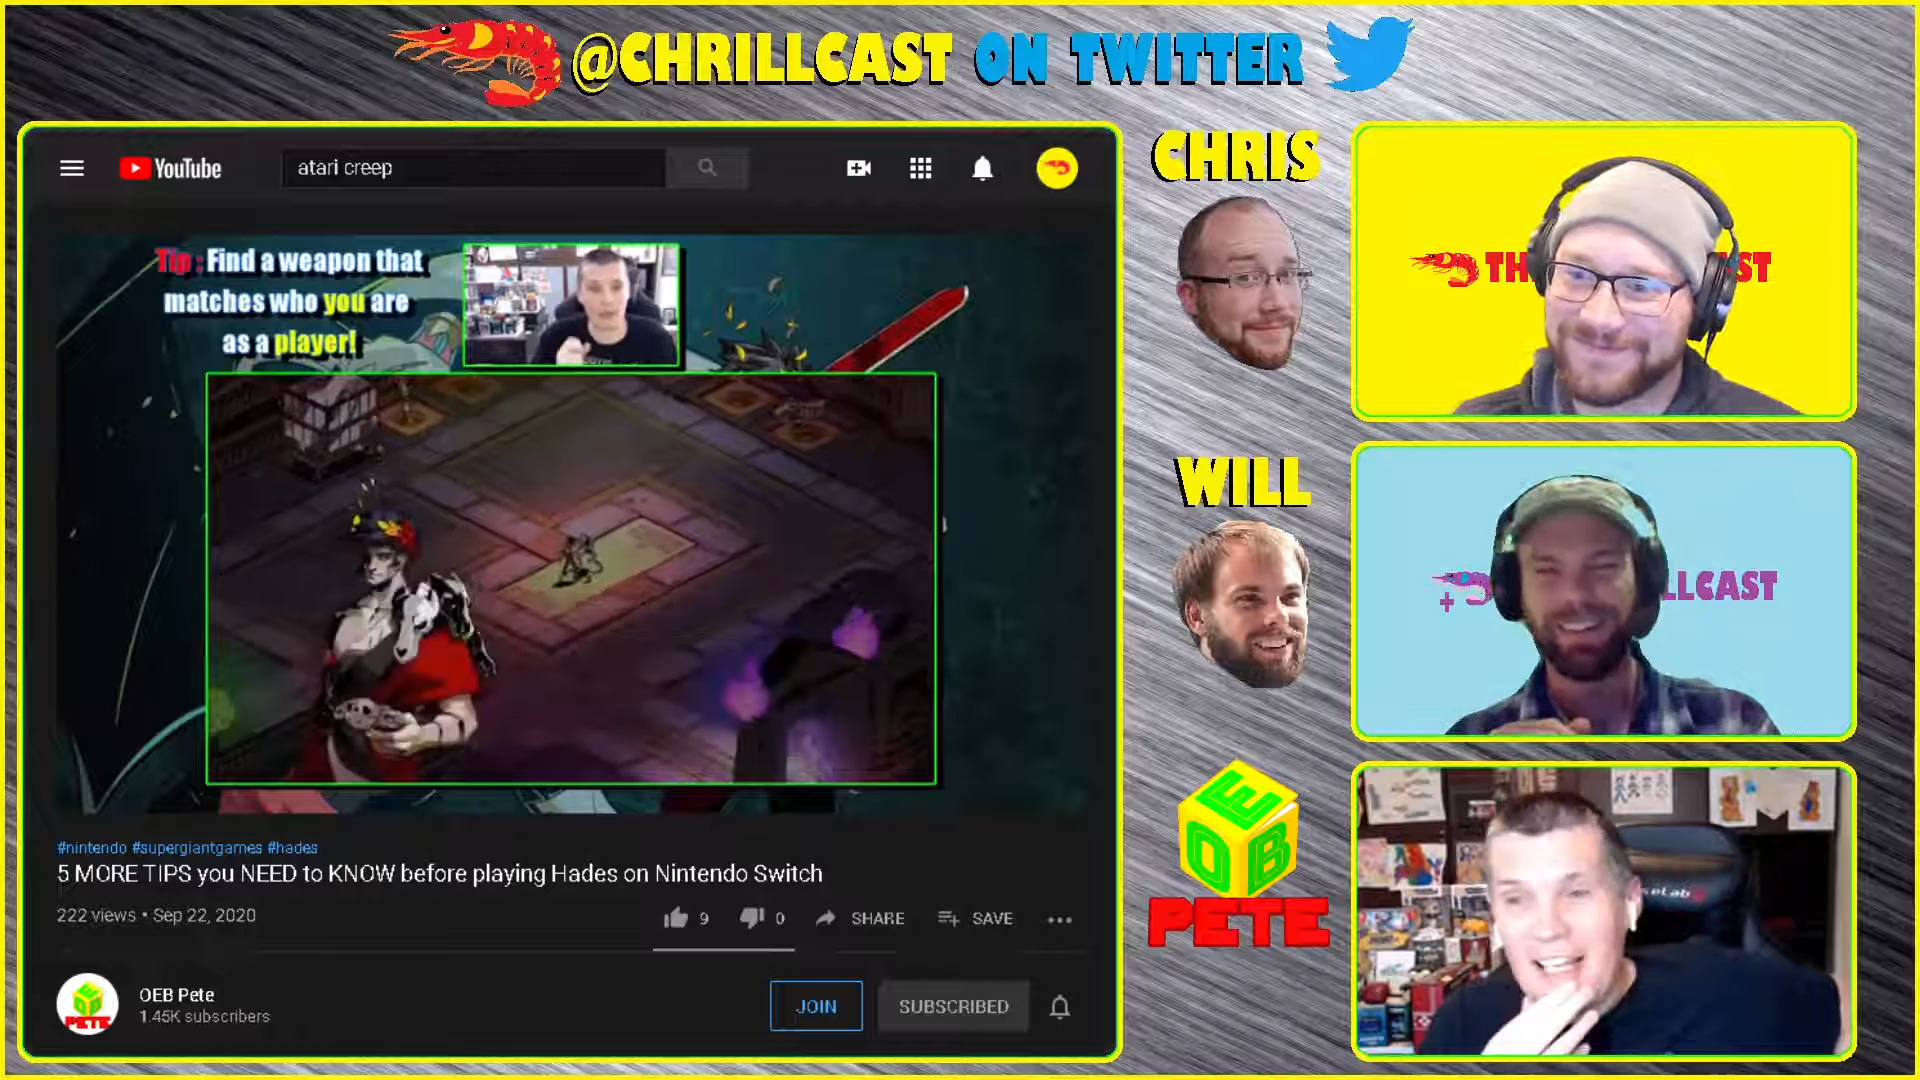 @CHRILLCAST ON TWITTER
YouTube
atari creep
Tip : Find a weapon that
matches who you are
as a player!
#nintendo #supergiantgames #hades
5 MORE TIPS you NEED to KNOW before playing Hades on Nintendo Switch
222 views • Sep 22, 2020
9
0
SHARE
SAVE
OEB Pete
1.45K subscribers
JOIN
SUBSCRIBED
OEB
PETE
CHRIS
TH
ST
WILL
LLCAST
OEB
PETE